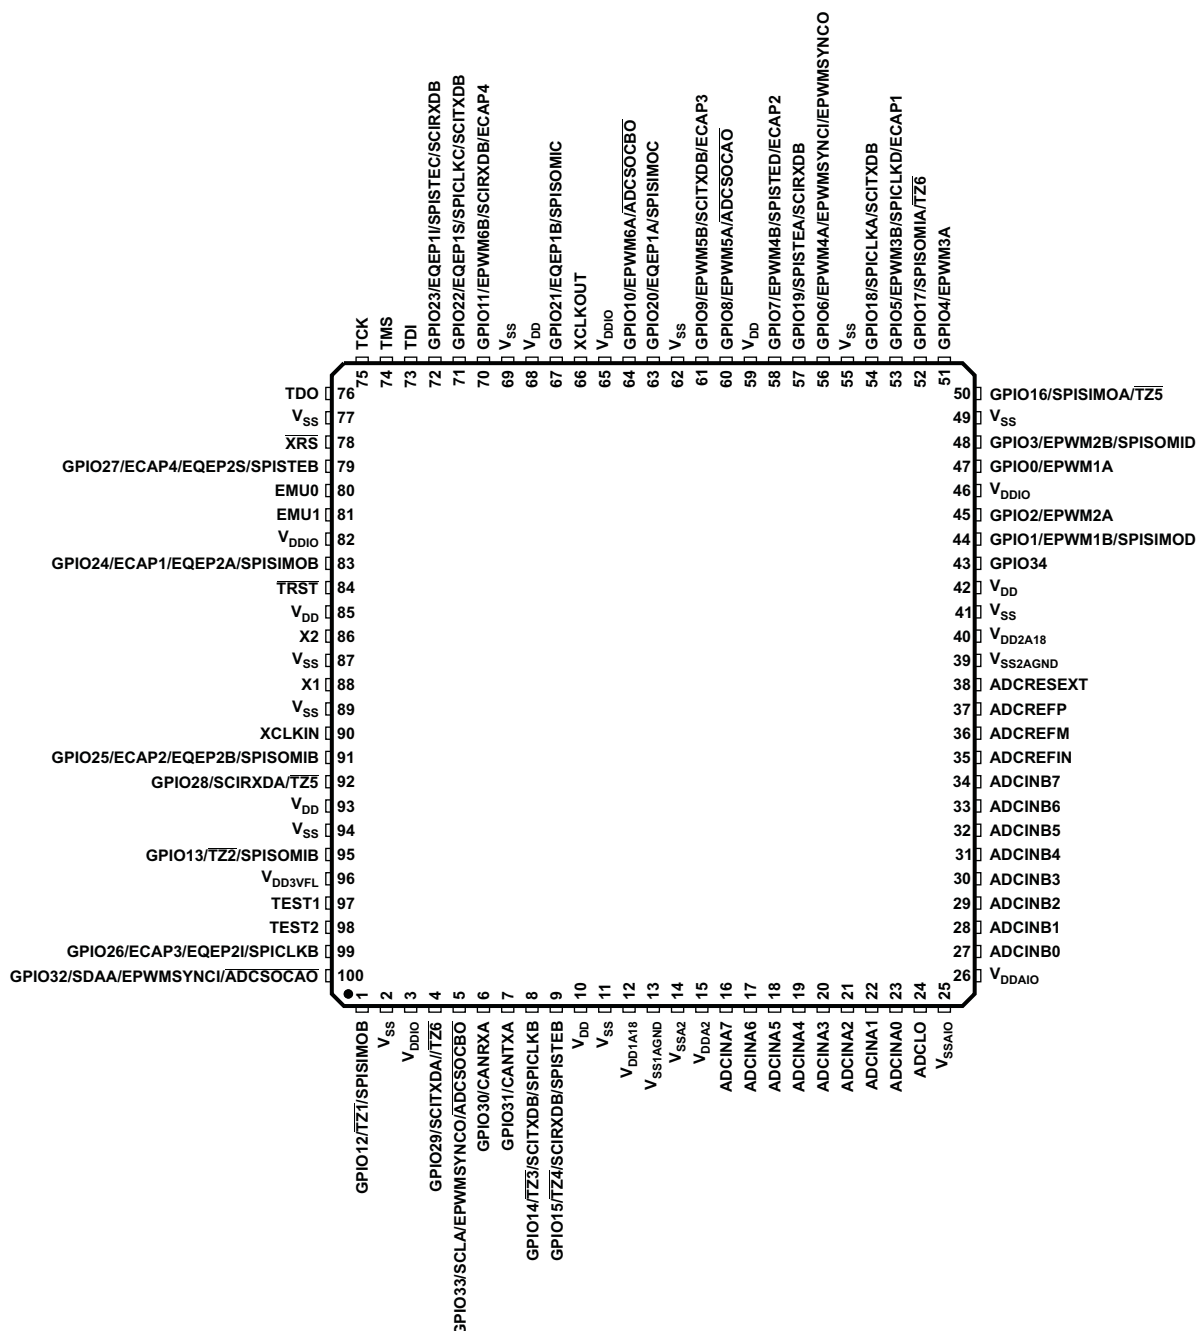 75 TCK
74 TMS
73 TDI
72 GPIO23/EQEP1I/SPISTEC/SCIRXDB
71 GPIO22/EQEP1S/SPICLKC/SCITXDB
70 GPIO11/EPWM6B/SCIRXDB/ECAP4
69 VSS
68 VDD
67 GPIO21/EQEP1B/SPISOMIC
66 XCLKOUT
65 VDDIO
64 GPIO10/EPWM6A/ADCSOCBO
63 GPIO20/EQEP1A/SPISIMOC
62 VSS
61 GPIO9/EPWM5B/SCITXDB/ECAP3
60 GPIO8/EPWM5A/ADCSOCAO
59 VDD
58 GPIO7/EPWM4B/SPISTED/ECAP2
57 GPIO19/SPISTEA/SCIRXDB
56 GPIO6/EPWM4A/EPWMSYNCI/EPWMSYNCO
55 VSS
54 GPIO18/SPICLKA/SCITXDB
53 GPIO5/EPWM3B/SPICLKD/ECAP1
52 GPIO17/SPISOMIA/TZ6
51 GPIO4/EPWM3A
TDO 76
VSS 77
XRS 78
GPIO27/ECAP4/EQEP2S/SPISTEB 79
EMU0 80
EMU1 81
VDDIO 82
GPIO24/ECAP1/EQEP2A/SPISIMOB 83
TRST 84
VDD 85
X2 86
VSS 87
X1 88
VSS 89
XCLKIN 90
GPIO25/ECAP2/EQEP2B/SPISOMIB 91
GPIO28/SCIRXDA/TZ5 92
VDD 93
VSS 94
GPIO13/TZ2/SPISOMIB 95
VDD3VFL 96
TEST1 97
TEST2 98
GPIO26/ECAP3/EQEP2I/SPICLKB 99
GPIO32/SDAA/EPWMSYNCI/ADCSOCAO 100
50 GPIO16/SPISIMOA/TZ5
49 VSS
48 GPIO3/EPWM2B/SPISOMID
47 GPIO0/EPWM1A
46 VDDIO
45 GPIO2/EPWM2A
44 GPIO1/EPWM1B/SPISIMOD
43 GPIO34
42 VDD
41 VSS
40 VDD2A18
39 VSS2AGND
38 ADCRESEXT
37 ADCREFP
36 ADCREFM
35 ADCREFIN
34 ADCINB7
33 ADCINB6
32 ADCINB5
31 ADCINB4
30 ADCINB3
29 ADCINB2
28 ADCINB1
27 ADCINB0
26 VDDAIO
GPIO12/TZ1/SPISIMOB 1
VSS 2
VDDIO 3
GPIO29/SCITXDA//TZ6 4
GPIO33/SCLA/EPWMSYNCO/ADCSOCBO 5
GPIO30/CANRXA 6
GPIO31/CANTXA 7
GPIO14/TZ3/SCITXDB/SPICLKB 8
GPIO15/TZ4/SCIRXDB/SPISTEB 9
VDD 10
VSS 11
VDD1A18 12
VSS1AGND 13
VSSA2 14
VDDA2 15
ADCINA7 16
ADCINA6 17
ADCINA5 18
ADCINA4 19
ADCINA3 20
ADCINA2 21
ADCINA1 22
ADCINA0 23
ADCLO 24
VSSAIO 25